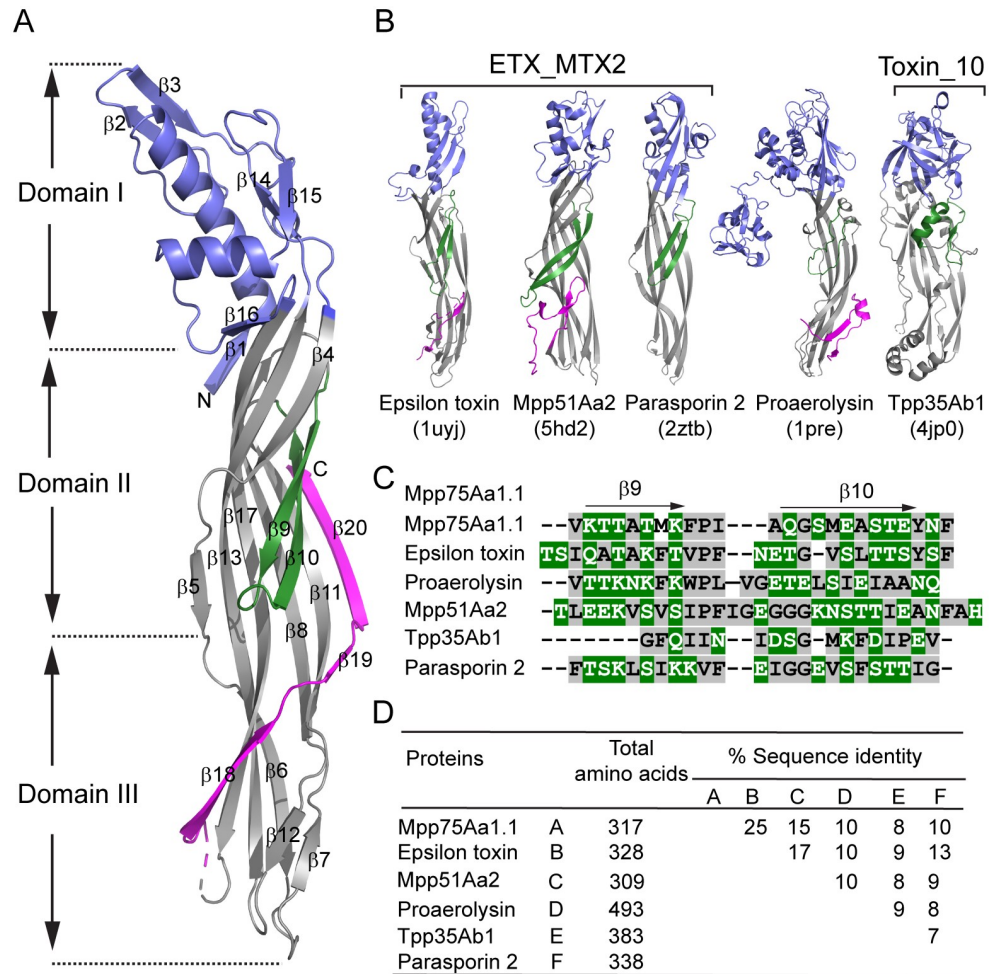 A
β3
β2
β14
β15
Domain I
β16
β1
β4
N
C
Domain II
β17
β9
β20
β13
β10
β5
β11
β8
β19
β18
β6
Domain III
β12
β7
B
ETX_MTX2
Toxin_10
Epsilon toxin Mpp51Aa2 Parasporin 2 Proaerolysin Tpp35Ab1
(1uyj) (5hd2) (2ztb) (1pre) (4jp0)
C
Mpp75Aa1.1 β9 β10
Mpp75Aa1.1 --VKTTATMKFPI----AQGSMEASTEYNF
Epsilon toxin TSIQATAKFTVPF--NETG-VSLTTSYSF
Proaerolysin --VTTKNKFKWPL-VGETELSIEIAANQ
Mpp51Aa2 -TLEEKVSVSIPFIGEGGGKNSTTIEANFAH
Tpp35Ab1 -------GFQIIN--IDSG-MKFDIPEV-
Parasporin 2 --FTSKLSIKKVF--EIGGEVSFSTTIG-
D
Proteins Total amino acids % Sequence identity
A B C D E F
Mpp75Aa1.1 A 317 25 15 10 8 10
Epsilon toxin B 328 17 10 9 13
Mpp51Aa2 C 309 10 8 9
Proaerolysin D 493 9 8
Tpp35Ab1 E 383 7
Parasporin 2 F 338